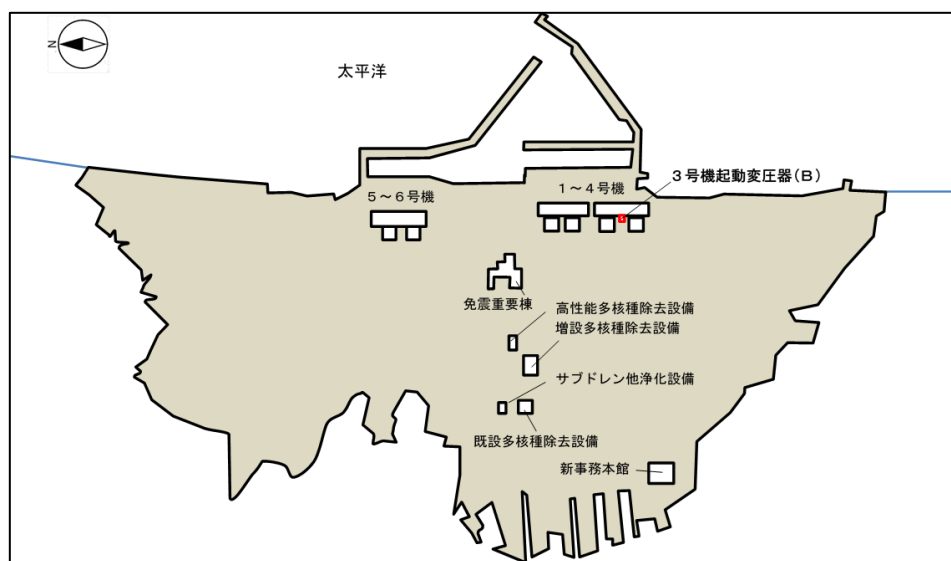 N
太平洋
３号機起動変圧器（Ｂ）
１～４号機
５～６号機
免震重要棟
高性能多核種除去設備
増設多核種除去設備
サブドレン他浄化設備
既設多核種除去設備
新事務本館